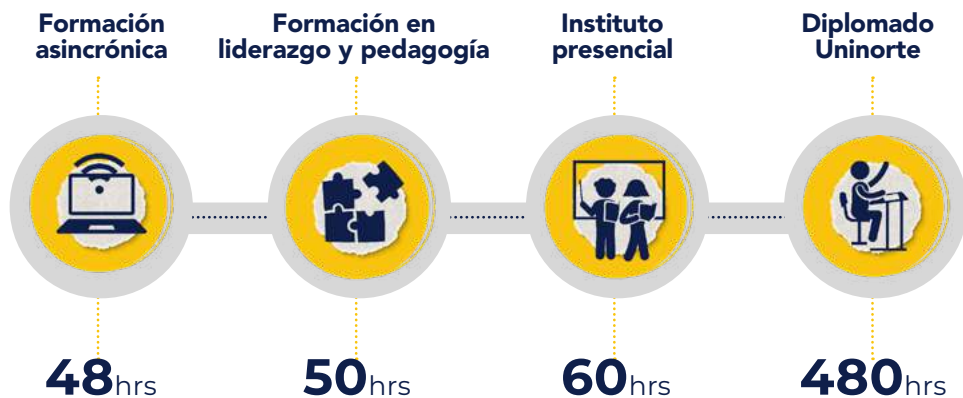 Formación
asincrónica
Formación en
liderazgo y pedagogía
Instituto
presencial
Diplomado
Uninorte
48hrs
50hrs
60hrs
480hrs